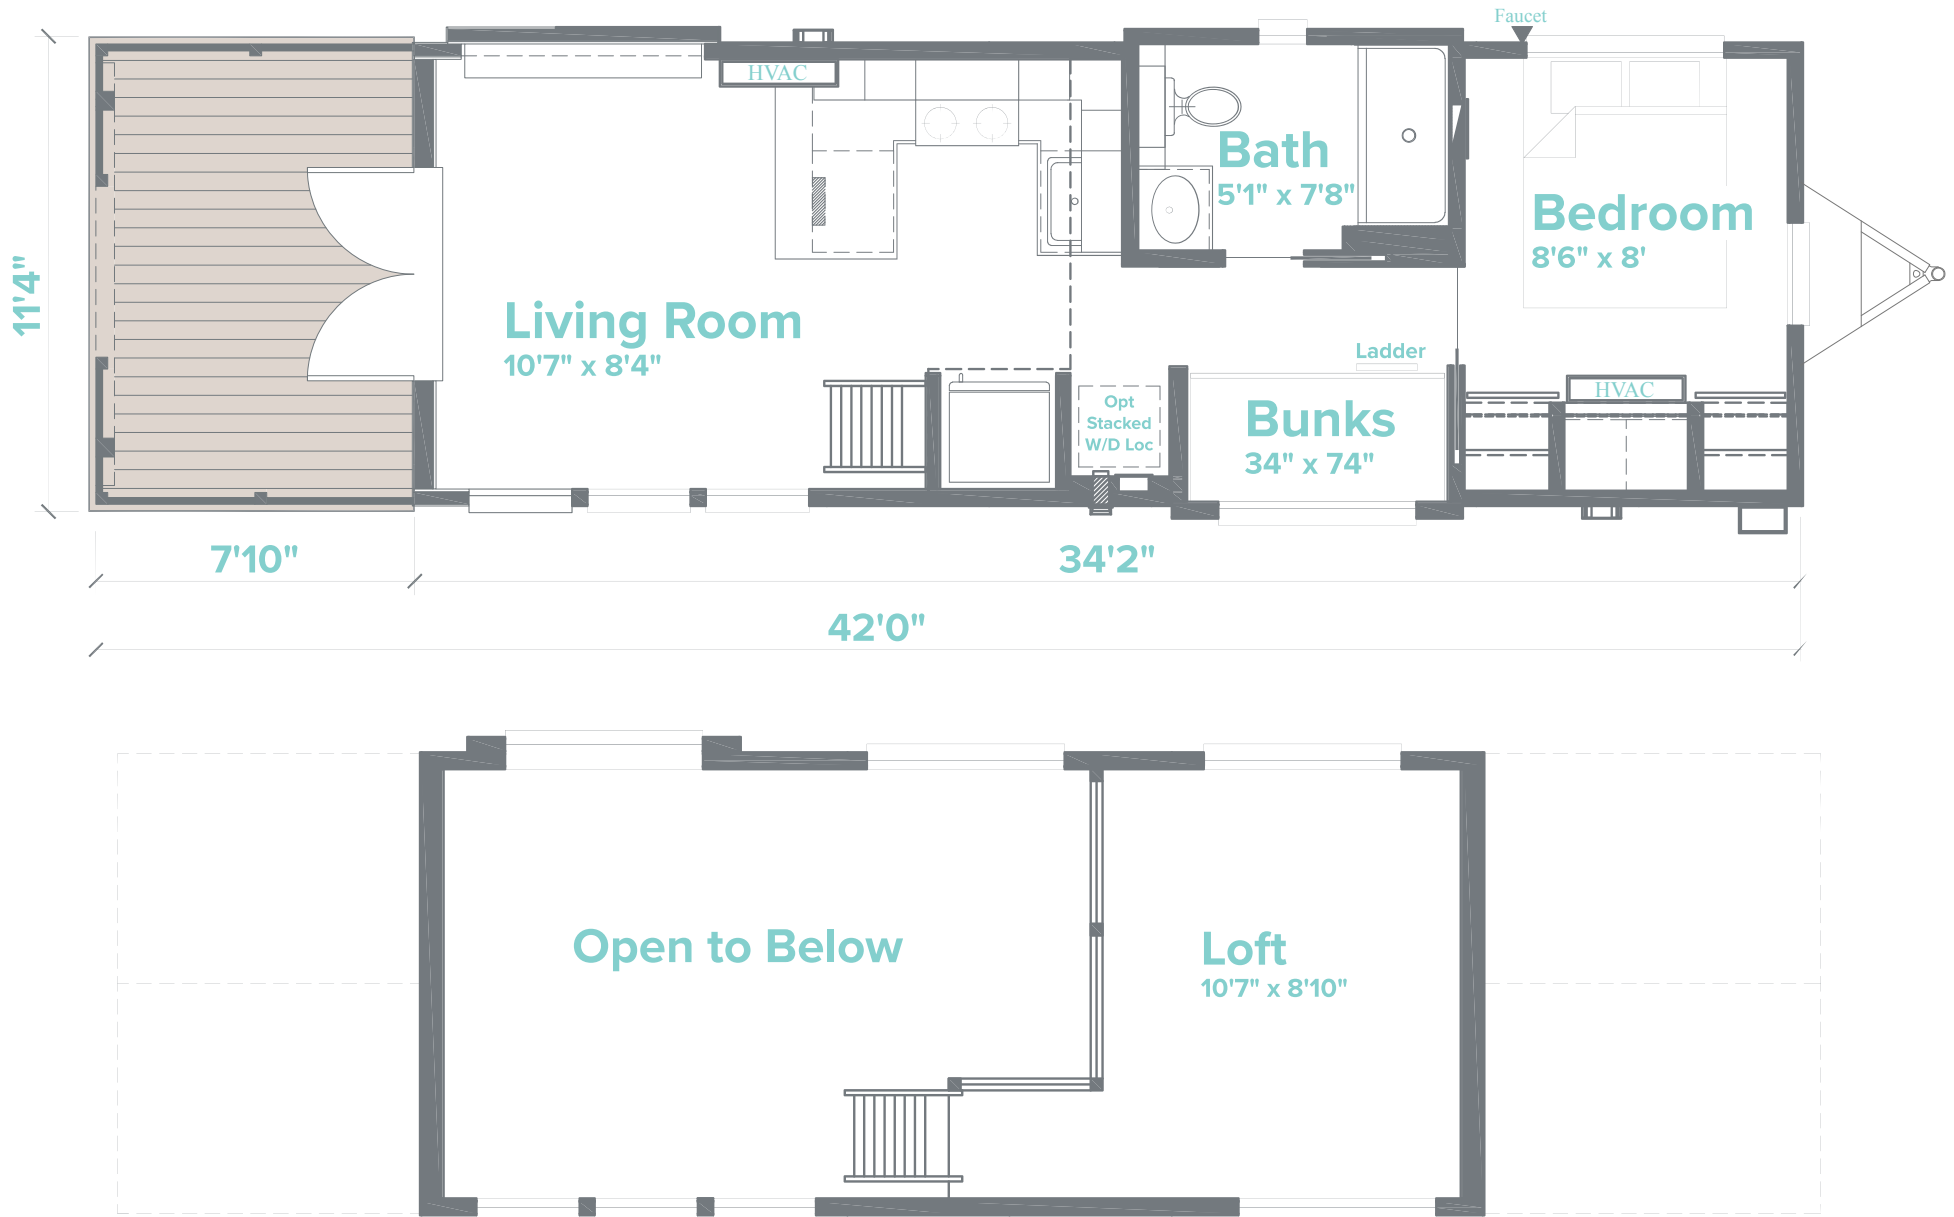 Faucet
HVAC
Bath
5'1" x 7'8"
Bedroom
8'6" x 8'
11'4"
Living Room
10'7" x 8'4"
Ladder
Opt
Stacked
W/D Loc
Bunks
34" x 74"
HVAC
7'10"
34'2"
42'0"
Open to Below
Loft
10'7" x 8'10"